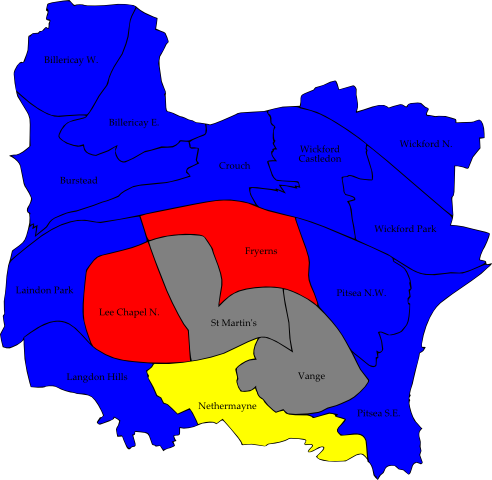 Billericay W.
Billericay E.
Wickford
Castledon
Wickford N.
Burstead
Crouch
Wickford Park
Fryerns
Laindon Park
Pitsea N.W.
Lee Chapel N.
St Martin's
Langdon Hills
Vange
Nethermayne
Pitsea S.E.